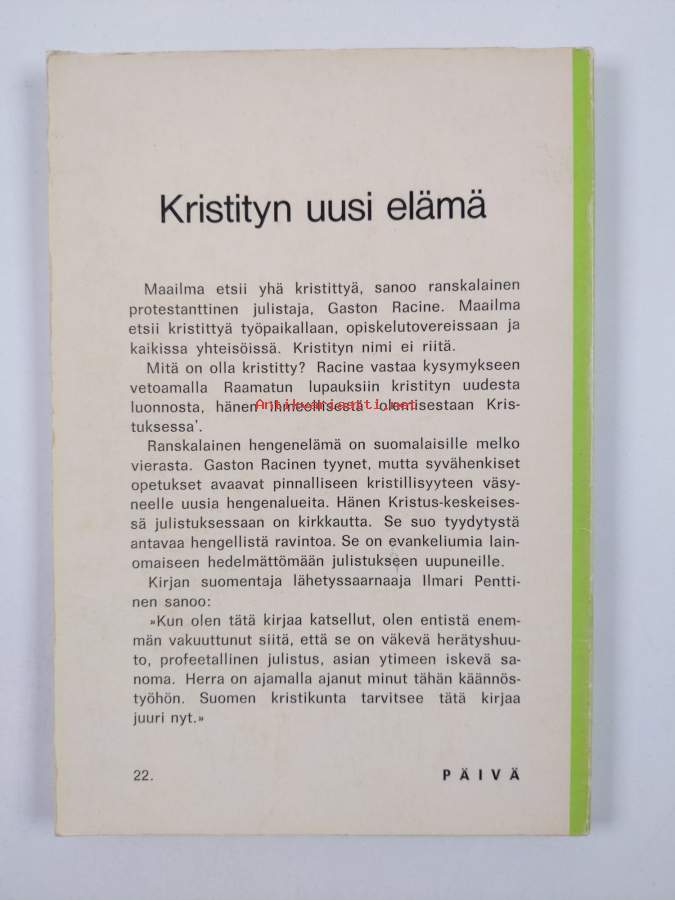 Kristityn uusi elämä
Maailma etsii yhä kristittyä, sanoo ranskalainen
protestanttinen julistaja, Gaston Racine. Maailma
etsii kristittyä työpaikallaan, opiskelutovereissaan ja
kaikissa yhteisöissä. Kristityn nimi ei riitä.
Mitä on olla kristitty? Racine vastaa kysymykseen
vetoamalla Raamatun lupauksiin kristityn uudesta
luonnosta, hänen ihmeellisestä 'olemisestaan Kris-
Antikvariaatti.net
tuksessa'.
Ranskalainen hengenelämä on suomalaisille melko
vierasta. Gaston Racinen tyynet, mutta syvähenkiset
opetukset avaavat pinnalliseen kristillisyyteen väsy-
neelle uusia hengenalueita. Hänen Kristus-keskeises-
sä julistuksessaan on kirkkautta. Se suo tyydytystä
antavaa hengellistä ravintoa. Se on evankeliumia lain-
omaiseen hedelmättömään julistukseen uupuneille.
Kirjan suomentaja lähetyssaarnaaja Ilmari Pentti-
nen sanoo:
»Kun olen tätä kirjaa katsellut, olen entistä enem-
män vakuuttunut siitä, että se on väkevä herätyshuu-
to, profeetallinen julistus, asian ytimeen iskevä sa-
noma. Herra on ajamalla ajanut minut tähän käännös-
työhön. Suomen kristikunta tarvitsee tätä kirjaa
juuri nyt.»
22. PÄIVÄ